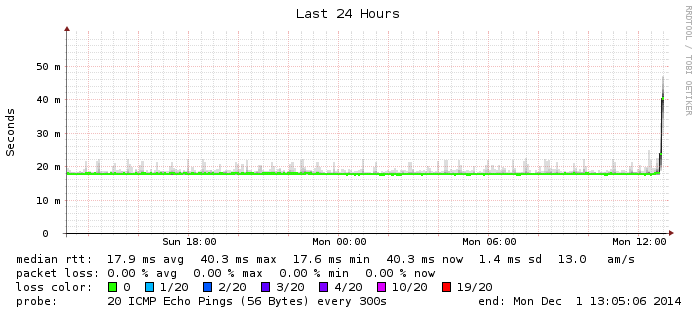 Last 24 Hours
RRDTOOL / TOBI OETIKER
Seconds
50 m
40 m
30 m
20 m
10 m
0
Sun 18:00 Mon 00:00 Mon 06:00 Mon 12:00
median rtt: 17.9 ms avg 40.3 ms max 17.6 ms min 40.3 ms now 1.4 ms sd 13.0 am/s
packet loss: 0.00 % avg 0.00 % max 0.00 % min 0.00 % now
loss color: 0 1/20 2/20 3/20 4/20 10/20 19/20
probe: 20 ICMP Echo Pings (56 Bytes) every 300s end: Mon Dec 1 13:05:06 2014